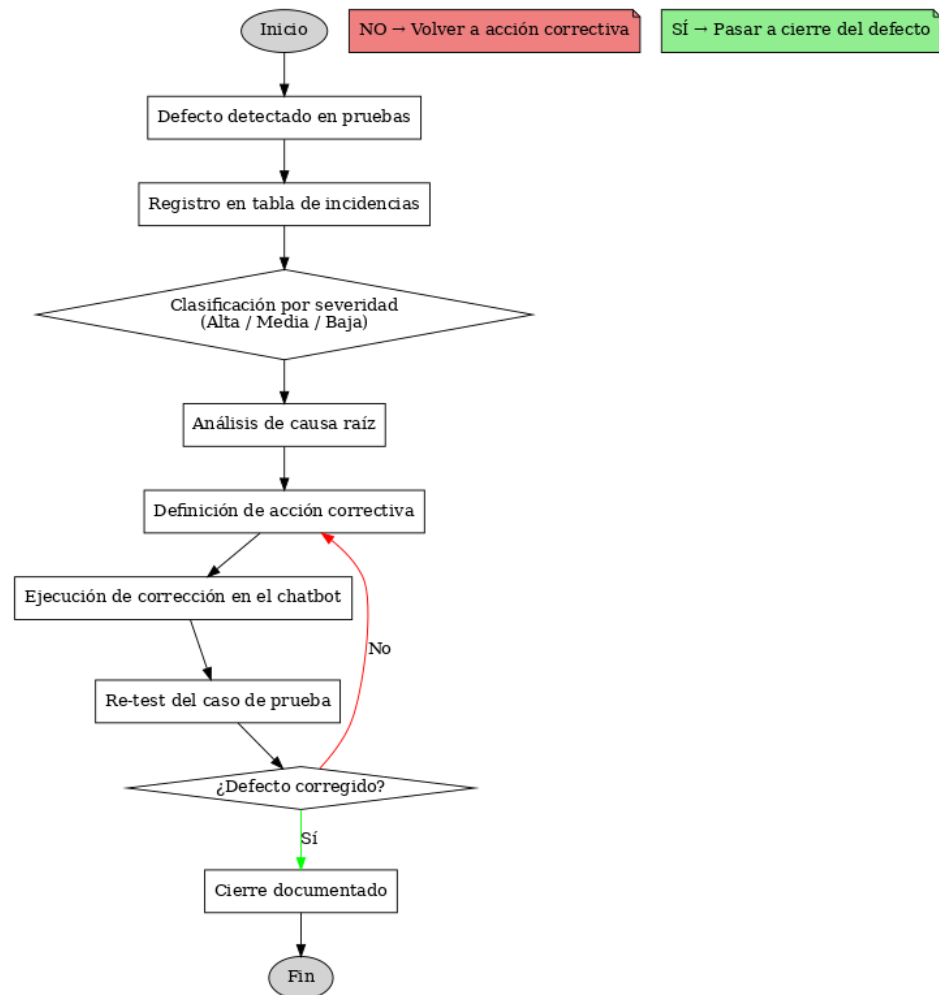 Inicio
NO → Volver a acción correctiva
SÍ → Pasar a cierre del defecto
Defecto detectado en pruebas
Registro en tabla de incidencias
Clasificación por severidad
(Alta / Media / Baja)
Análisis de causa raíz
Definición de acción correctiva
Ejecución de corrección en el chatbot
No
Re-test del caso de prueba
¿Defecto corregido?
Sí
Cierre documentado
Fin